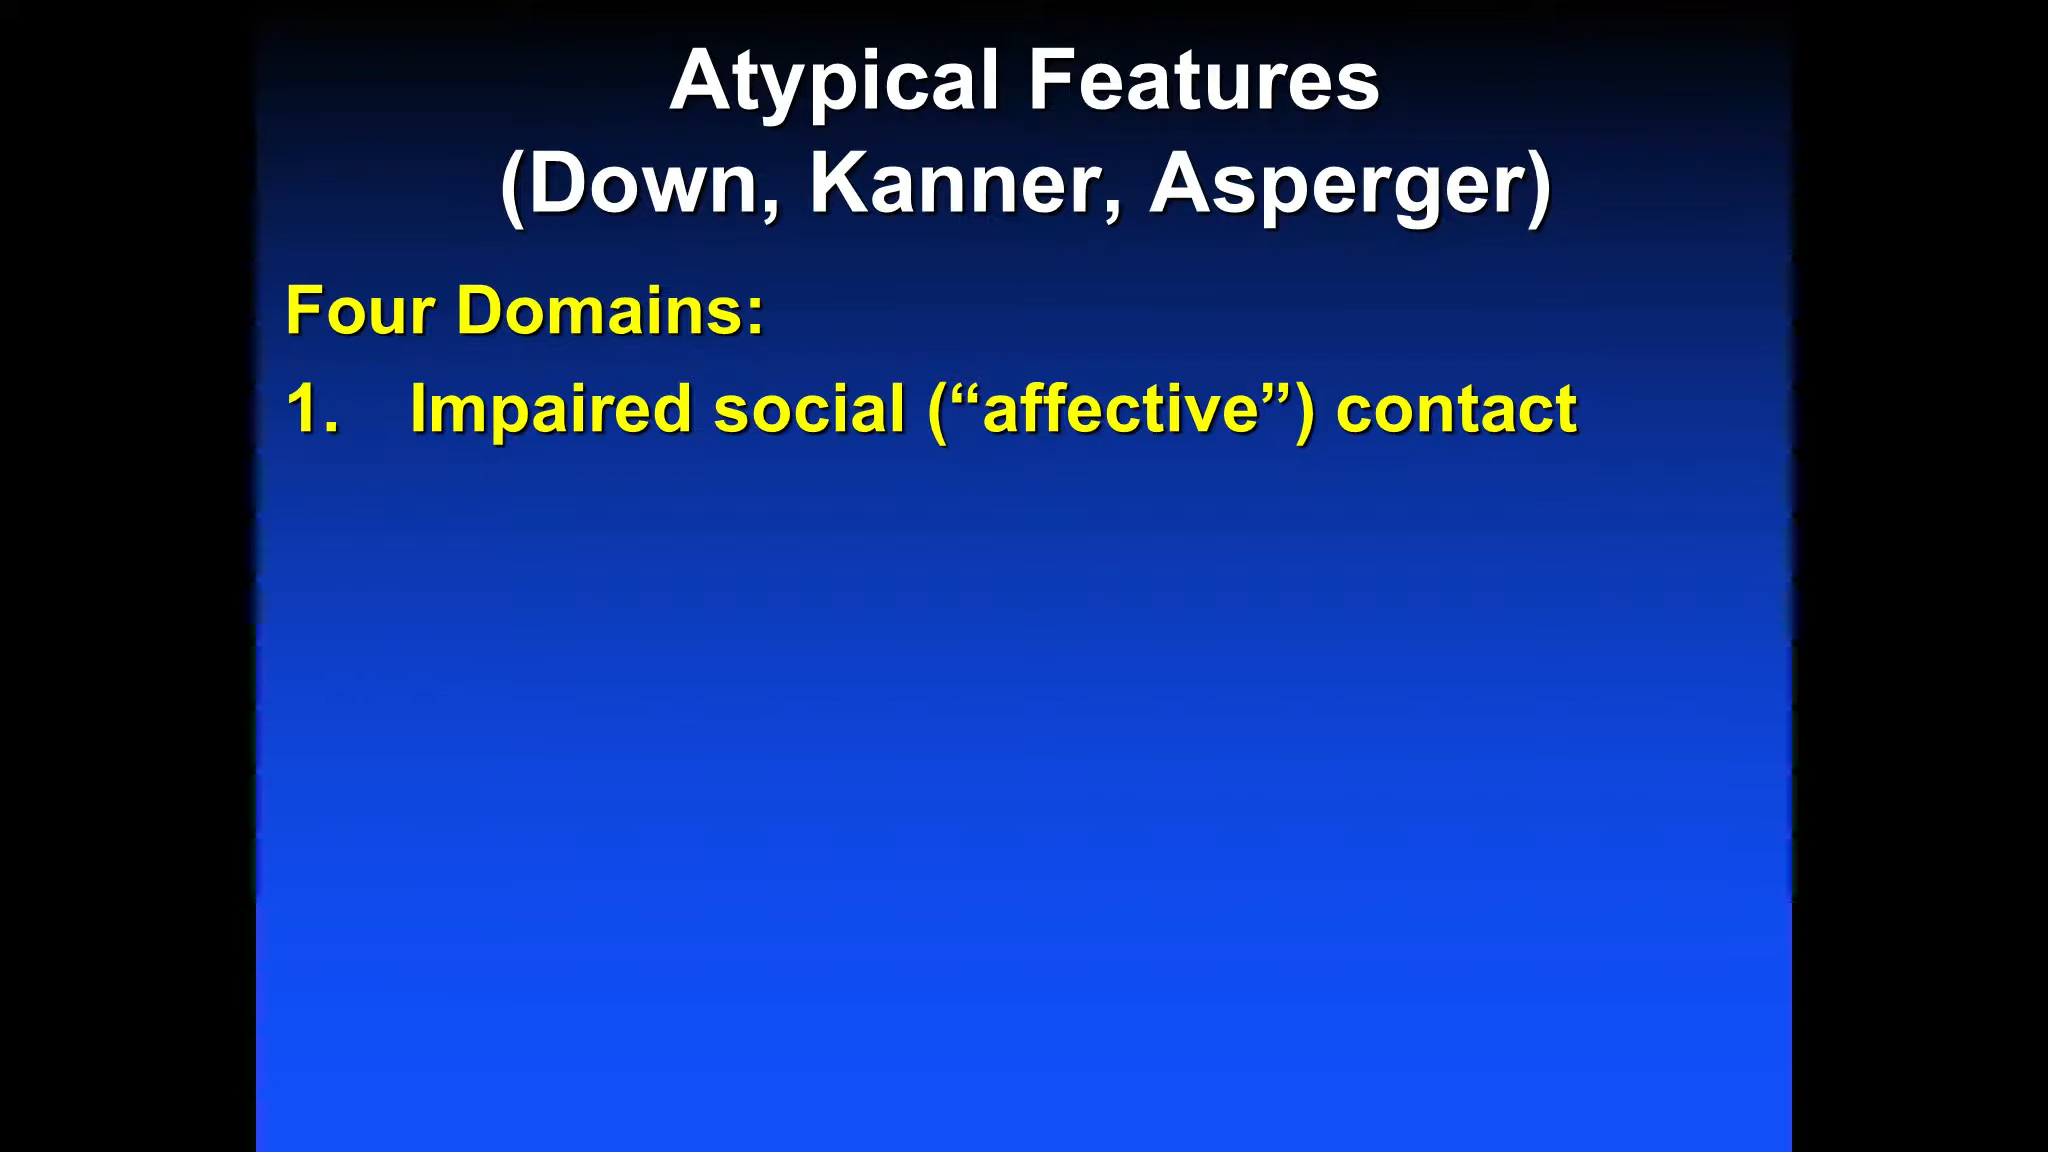 Atypical Features
(Down, Kanner, Asperger)
Four Domains:
1. Impaired social (“affective”) contact